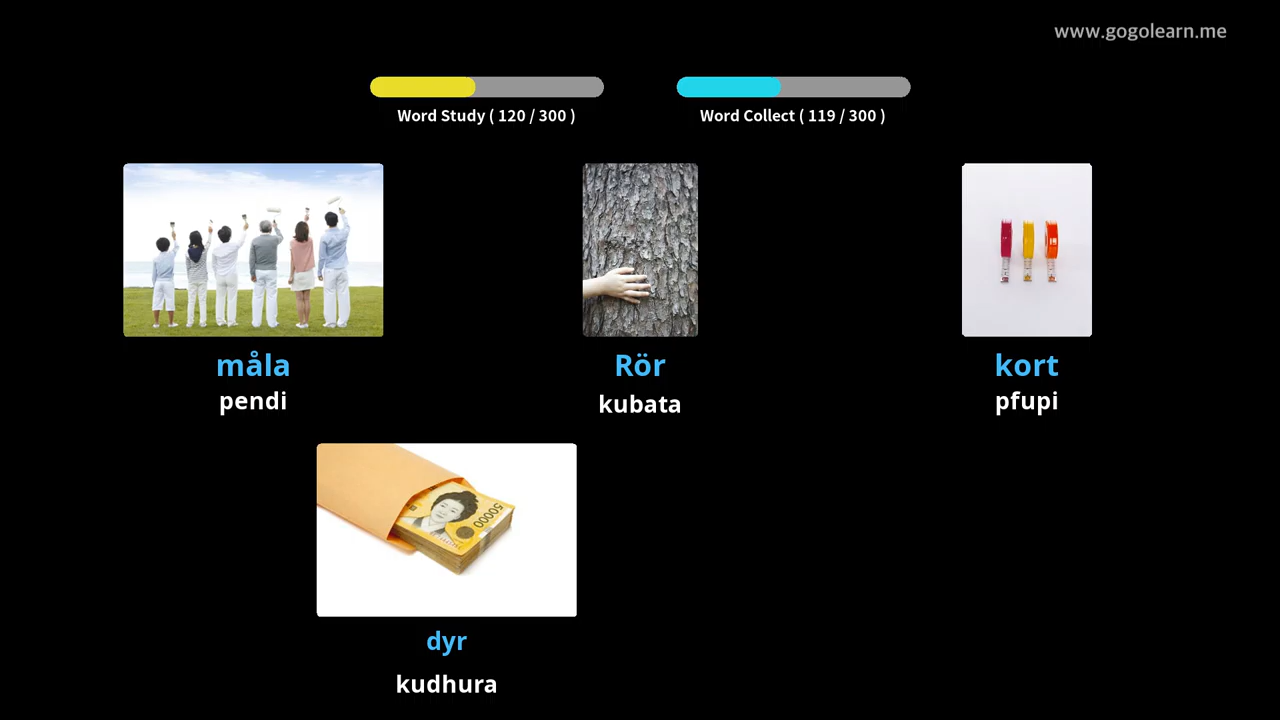 www.gogolearn.me
Word Study ( 120 / 300 )
Word Collect ( 119 / 300 )
måla
pendi
Rör
kubata
kort
pfupi
50000
dyr
kudhura